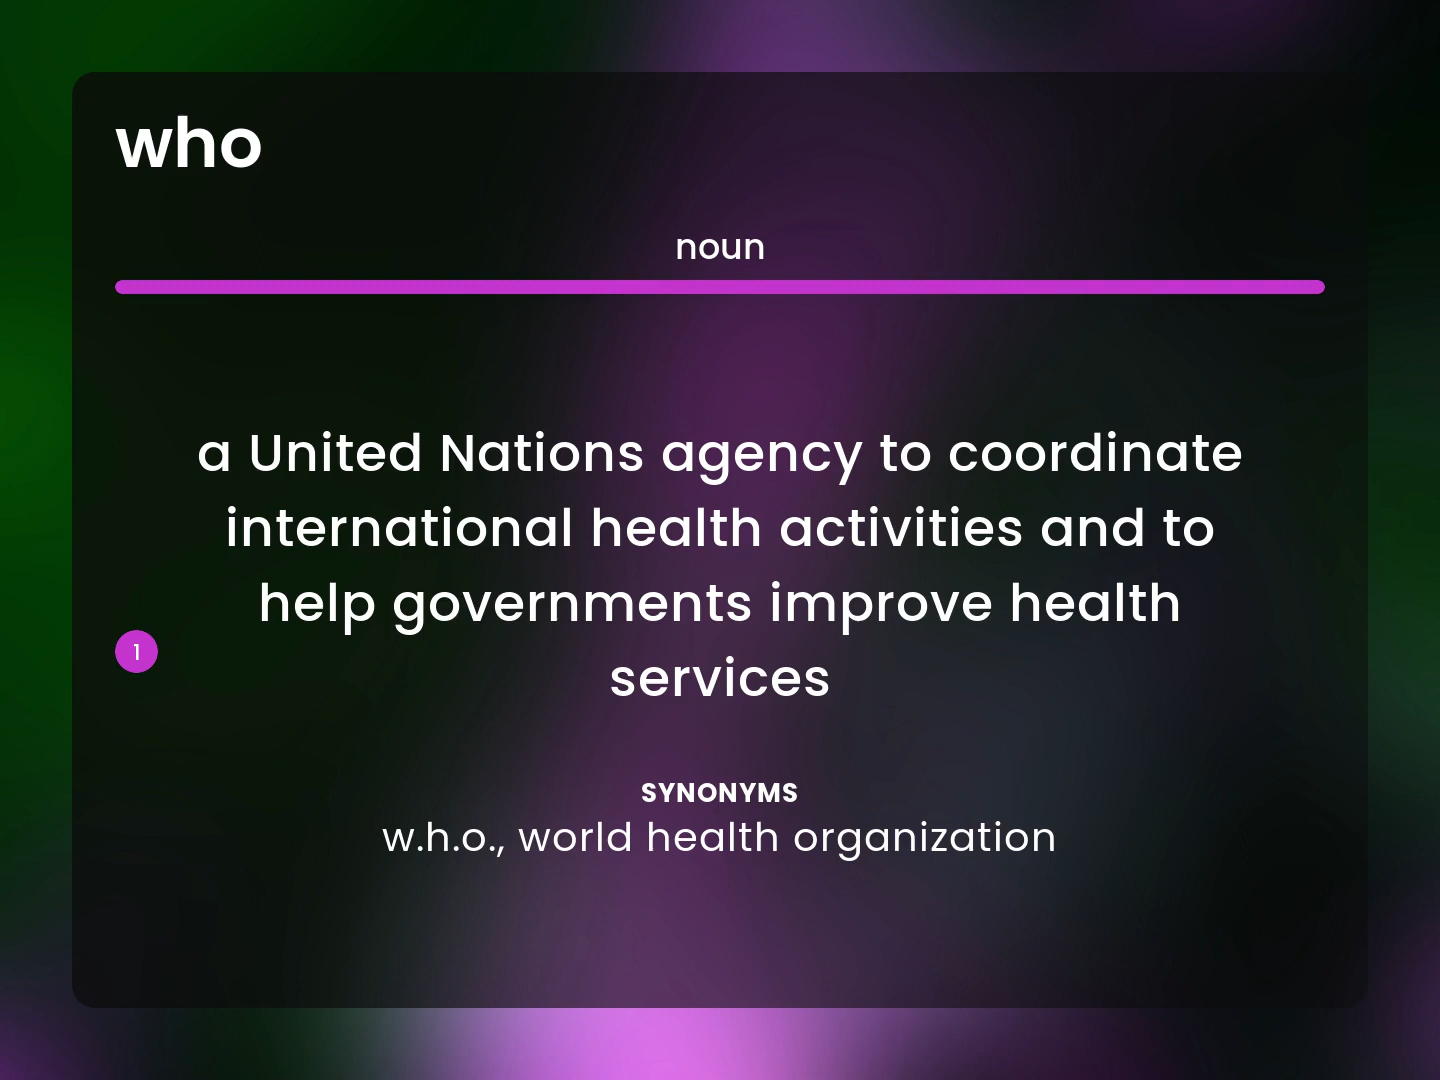 who
noun
a United Nations agency to coordinate
international health activities and to
help governments improve health
1
services
SYNONYMS
w.h.o., world health organization